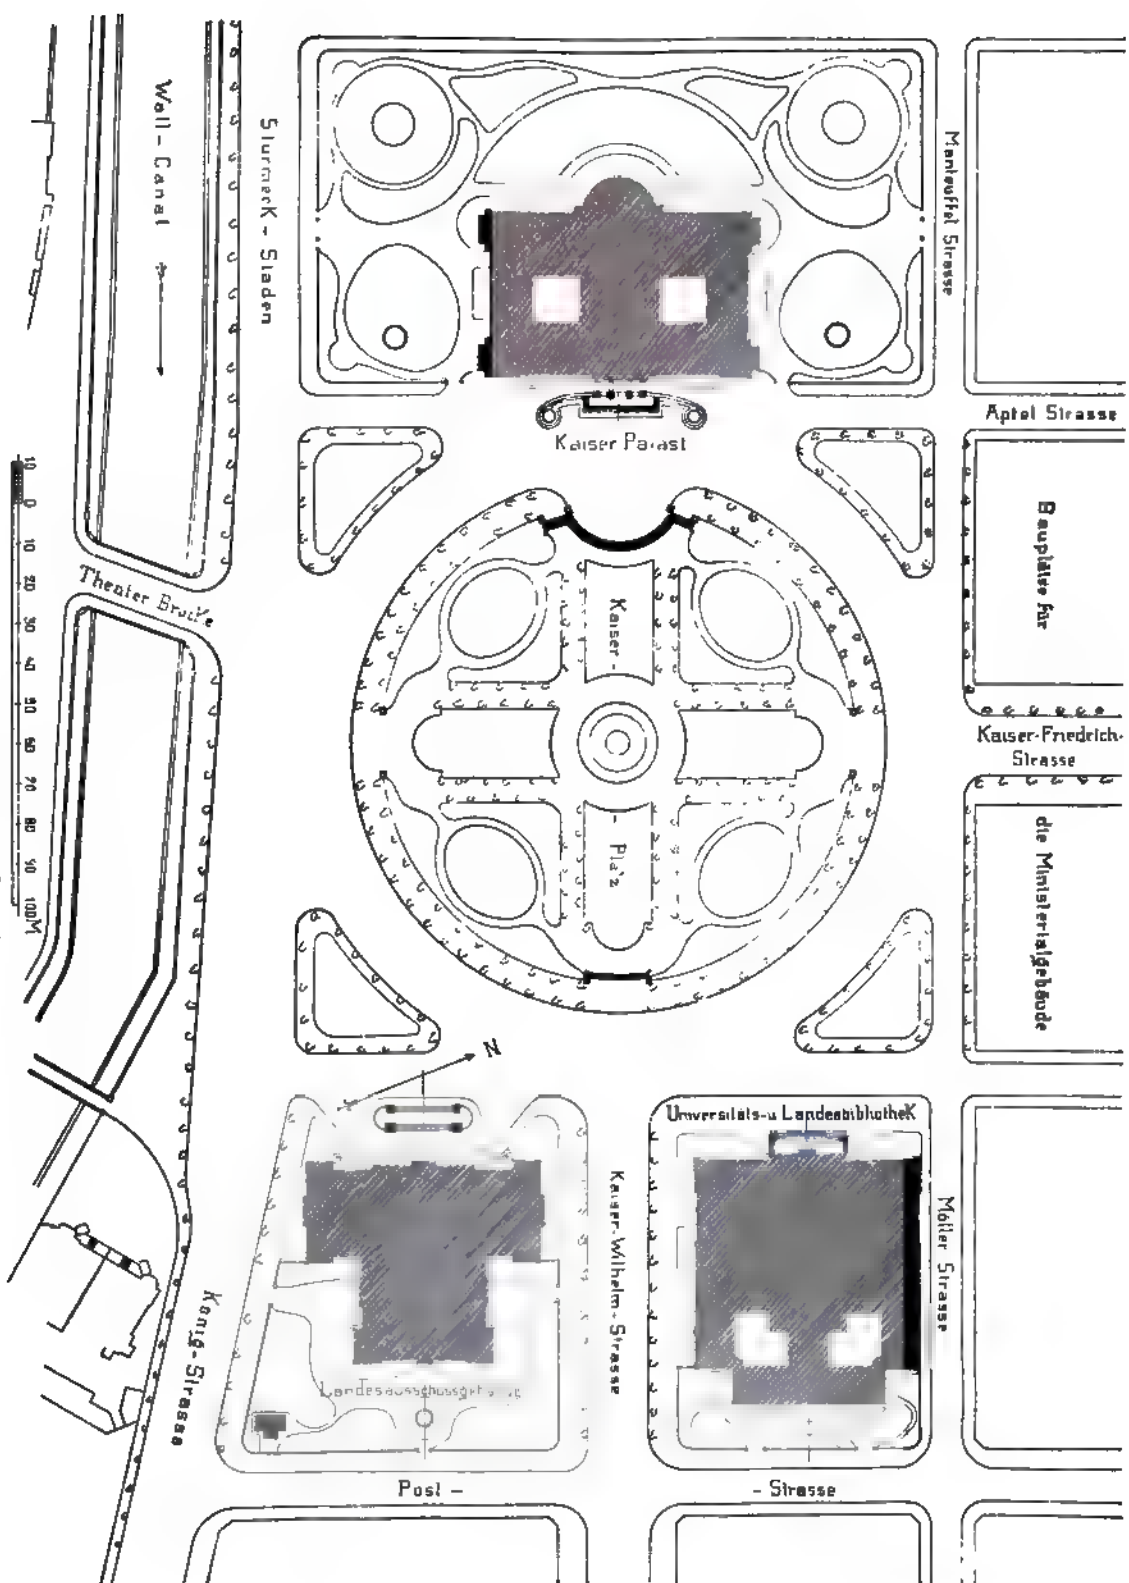 Wall-Canal
Sturmeck-Staden
Manteuffel Strasse
Kaiser Palast
Aptel Strasse
10 0 10 20 30 40 50 60 70 80 90 100M
Theater Brücke
Kaiser-
Bauplätse für
Kaiser-Friedrich-
Strasse
- Platz
die Ministerialgebäude
N
Universitäts-u Landesbibliothek
Kaiser-Wilhelm-Strasse
Möller Strasse
König-Strasse
Post -
- Strasse